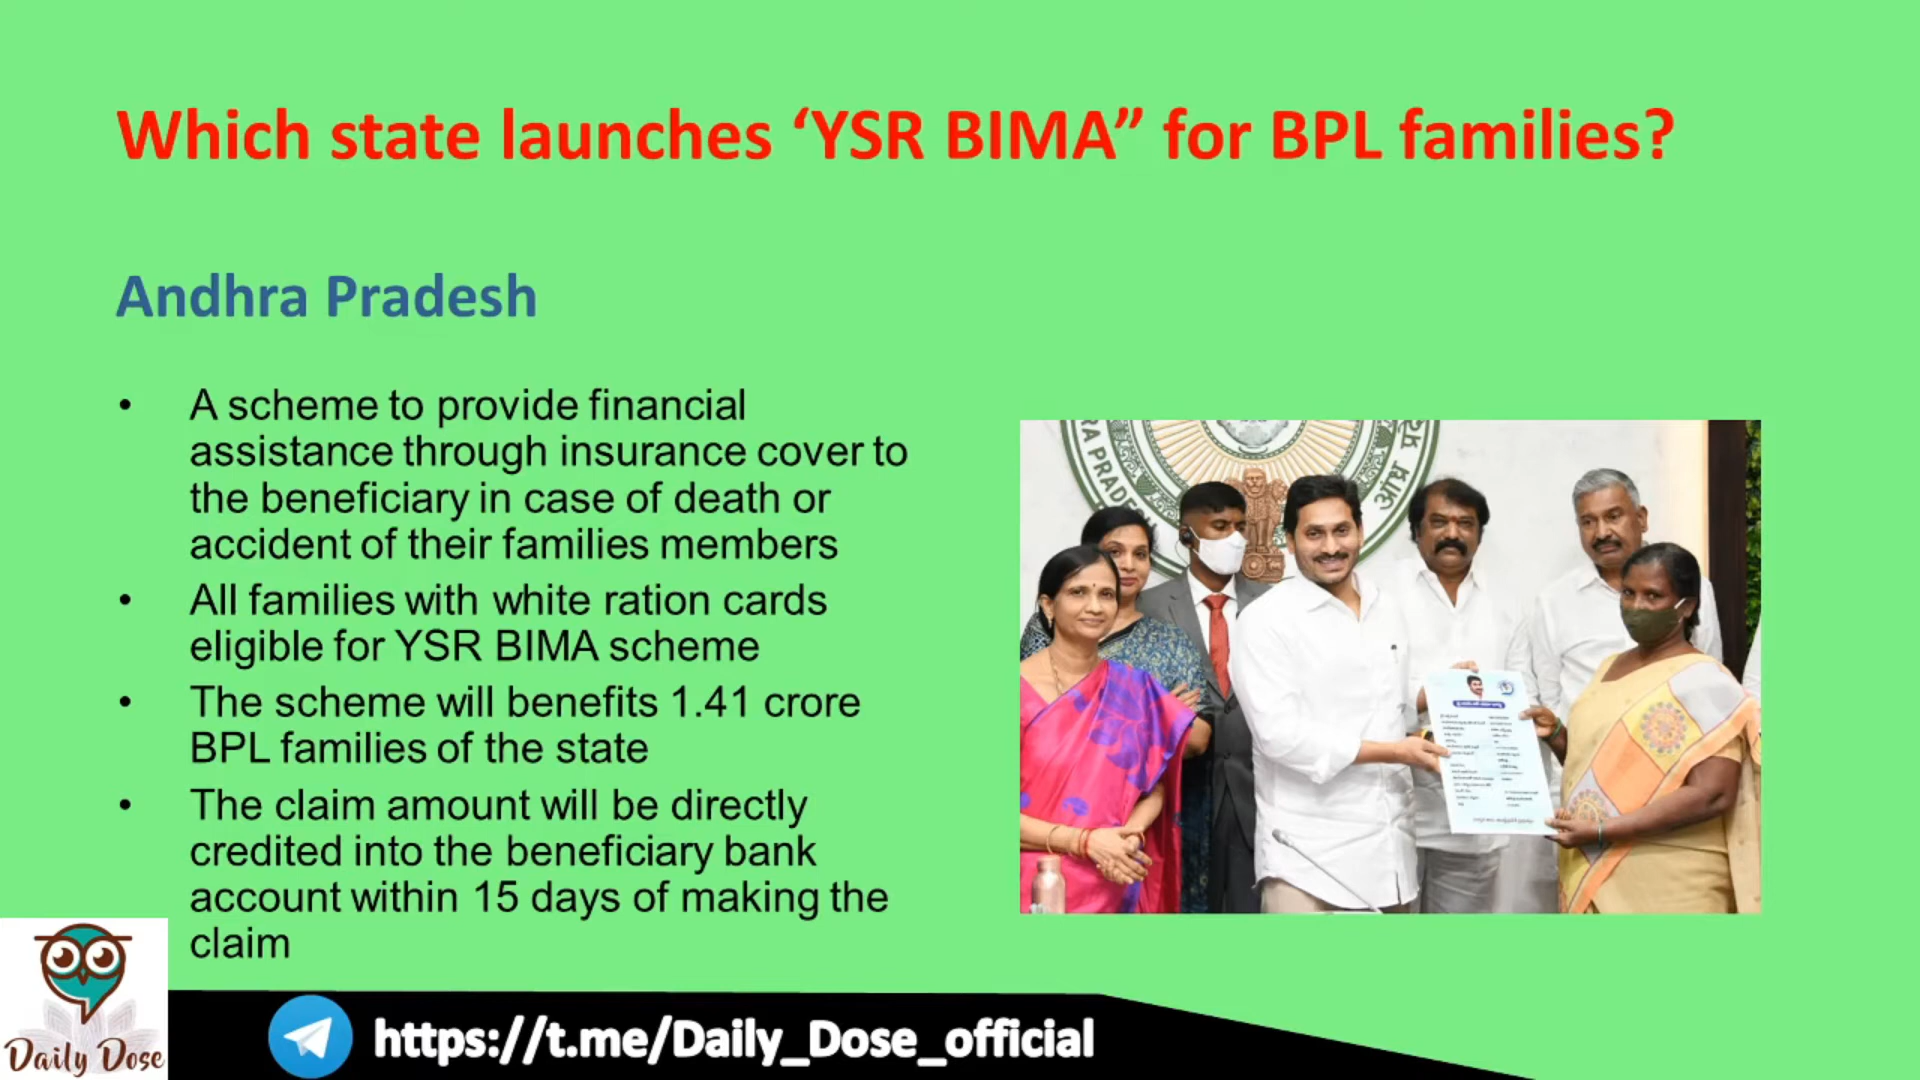 Which state launches ‘YSR BIMA” for BPL families?
Andhra Pradesh
• A scheme to provide financial
assistance through insurance cover to
the beneficiary in case of death or
accident of their families members
• All families with white ration cards
eligible for YSR BIMA scheme
• The scheme will benefits 1.41 crore
BPL families of the state
• The claim amount will be directly
credited into the beneficiary bank
account within 15 days of making the
claim
RA PRADE
आंध्र प्रदे
Daily Dose
https://t.me/Daily_Dose_official